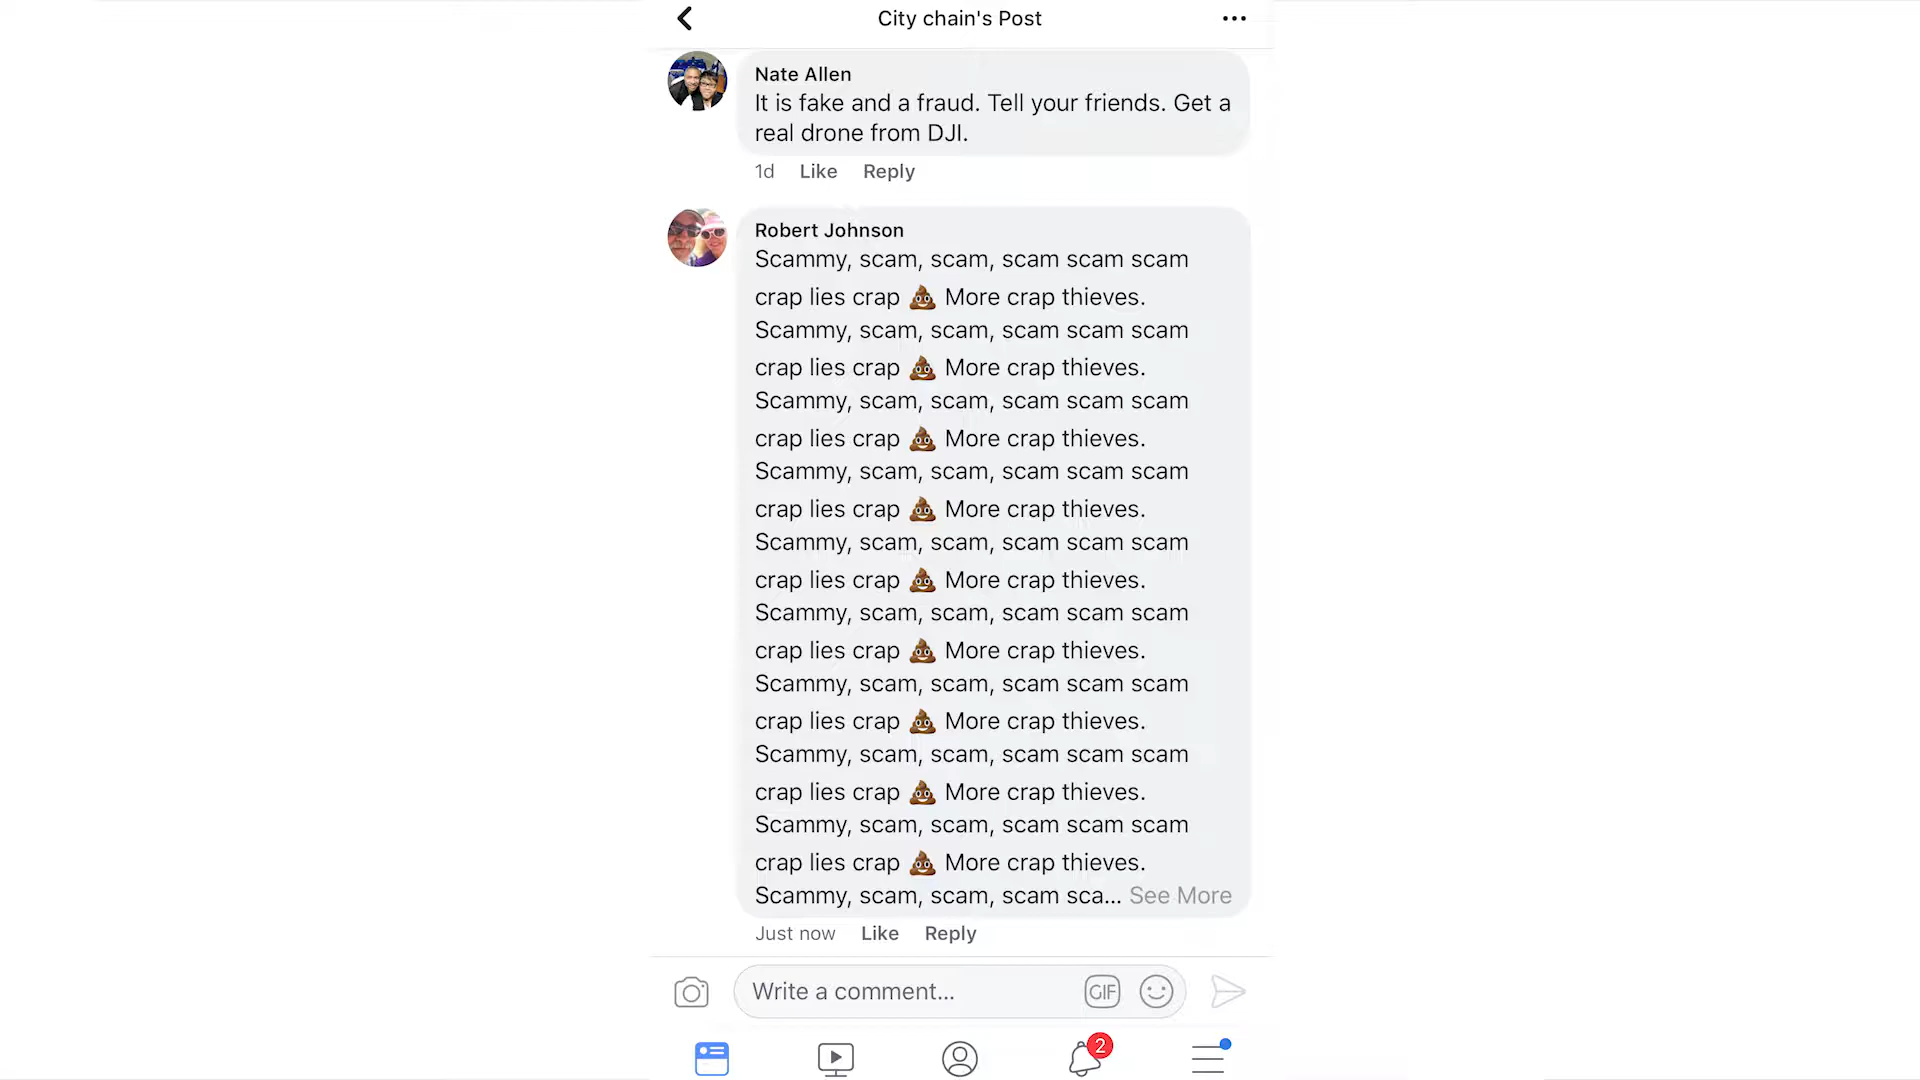 City chain's Post
Nate Allen
It is fake and a fraud. Tell your friends. Get a
real drone from DJI.
1d Like Reply
Robert Johnson
Scammy, scam, scam, scam scam scam
crap lies crap 💩 More crap thieves.
Scammy, scam, scam, scam scam scam
crap lies crap 💩 More crap thieves.
Scammy, scam, scam, scam scam scam
crap lies crap 💩 More crap thieves.
Scammy, scam, scam, scam scam scam
crap lies crap 💩 More crap thieves.
Scammy, scam, scam, scam scam scam
crap lies crap 💩 More crap thieves.
Scammy, scam, scam, scam scam scam
crap lies crap 💩 More crap thieves.
Scammy, scam, scam, scam scam scam
crap lies crap 💩 More crap thieves.
Scammy, scam, scam, scam scam scam
crap lies crap 💩 More crap thieves.
Scammy, scam, scam, scam scam scam
crap lies crap 💩 More crap thieves.
Scammy, scam, scam, scam sca... See More
Just now Like Reply
Write a comment... GIF
2